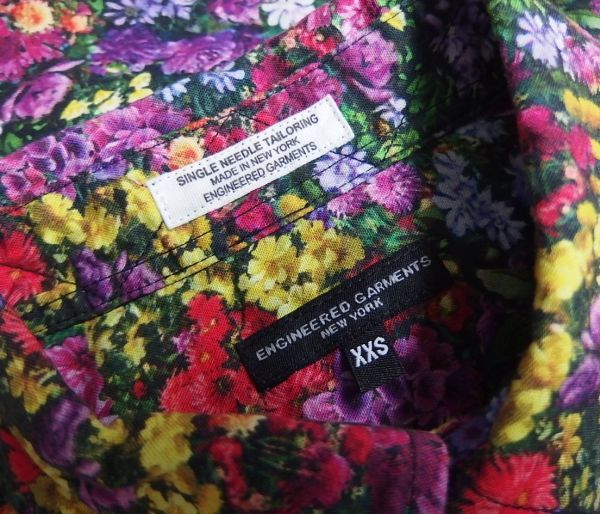 SINGLE NEEDLE TAILORING
MADE IN NEW YORK
ENGINEERED GARMENTS
ENGINEERED GARMENTS
NEW YORK
XXS